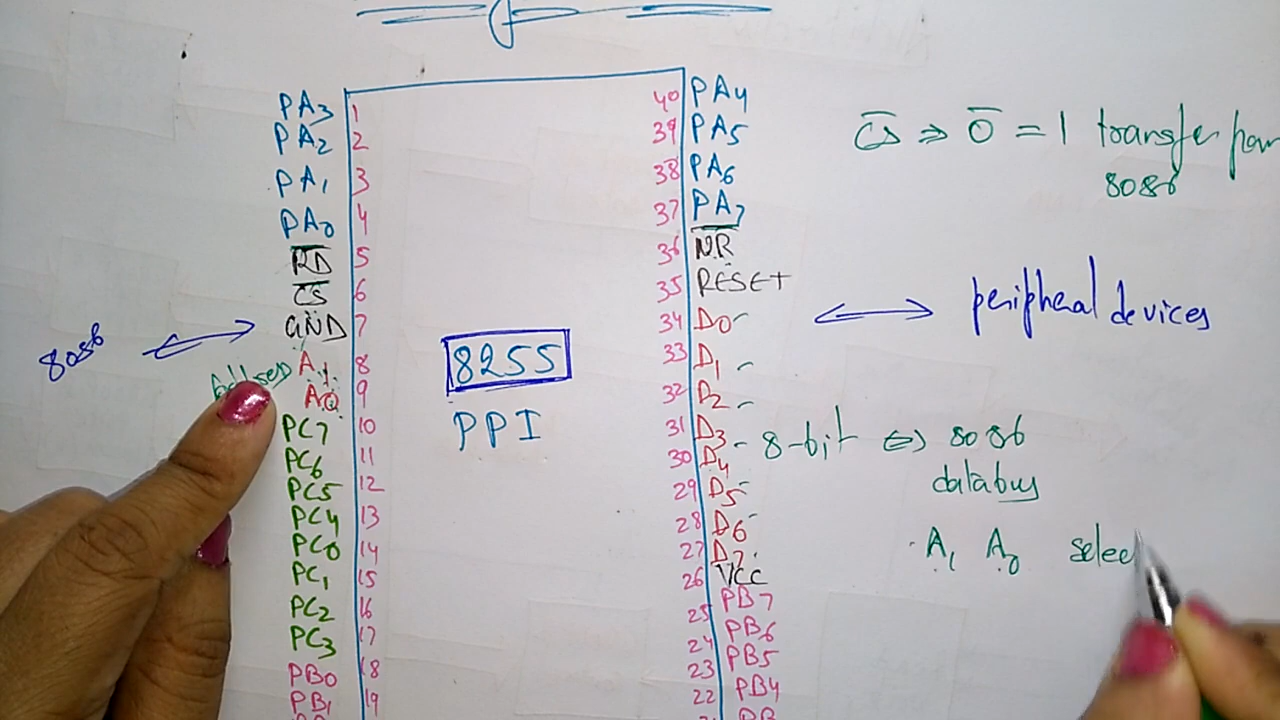 PA3 1
PA2 2
PA1 3
PA0 4
RD 5
CS 6
GND 7
A1 8
A0 9
PC7 10
PC6 11
PC5 12
PC4 13
PC0 14
PC1 15
PC2 16
PC3 17
PB0 18
PB1 19
8086
8255
PPI
40 PA4
39 PA5
38 PA6
37 PA7
36 WR
35 RESET
34 D0
33 D1
32 D2
31 D3
30 D4
29 D5
28 D6
27 D7
26 VCC
25 PB7
24 PB6
23 PB5
22 PB4
C̅S̅ ⇒ 0̅ = 1 transfer from
8086
peripheral devices
8-bit ⇔ 8086
databus
A1 A0 selec